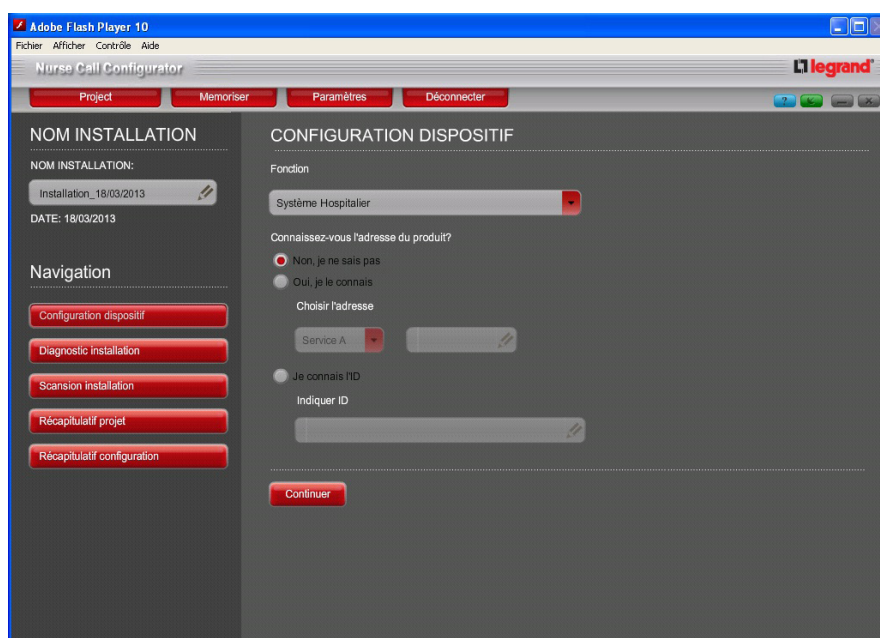 Adobe Flash Player 10
Fichier Afficher Contrôle Aide
Nurse Call Configurator
legrand
Project
Memoriser
Paramètres
Déconnecter
?
NOM INSTALLATION
NOM INSTALLATION:
Installation_18/03/2013
DATE: 18/03/2013
Navigation
Configuration dispositif
Diagnostic installation
Scansion installation
Récapitulatif projet
Récapitulatif configuration
CONFIGURATION DISPOSITIF
Fonction
Système Hospitalier
Connaissez-vous l'adresse du produit?
Non, je ne sais pas
Oui, je le connais
Choisir l'adresse
Service A
Je connais l'ID
Indiquer ID
Continuer